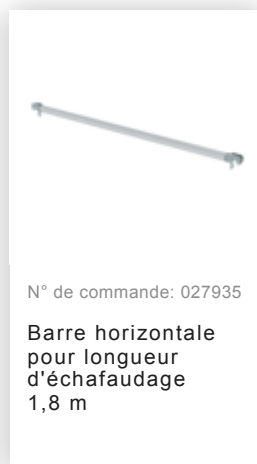 N° de commande: 027935
Barre horizontale
pour longueur
d'échafaudage
1,8 m